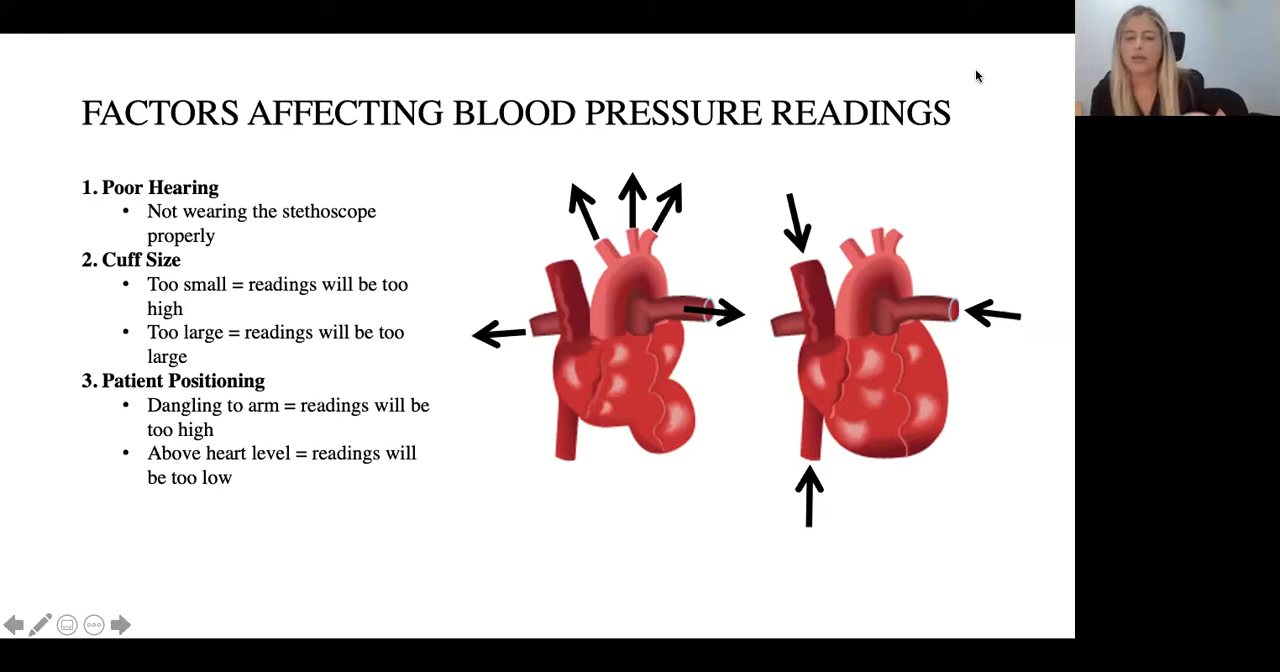 FACTORS AFFECTING BLOOD PRESSURE READINGS
1. Poor Hearing
• Not wearing the stethoscope
properly
2. Cuff Size
• Too small = readings will be too
high
• Too large = readings will be too
large
3. Patient Positioning
• Dangling to arm = readings will be
too high
• Above heart level = readings will
be too low